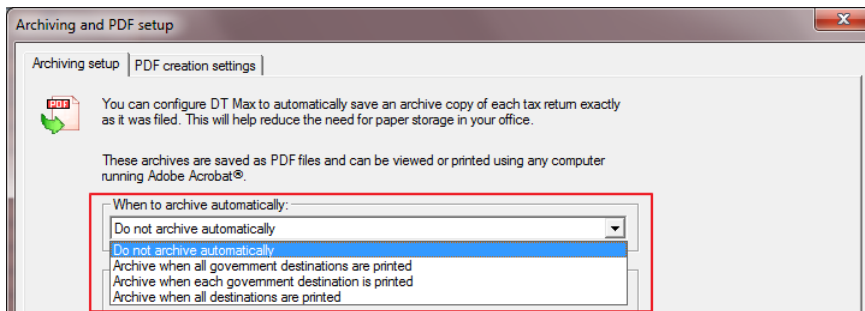 Archiving and PDF setup
Archiving setup
PDF creation settings
PDF
You can configure DT Max to automatically save an archive copy of each tax return exactly
as it was filed. This will help reduce the need for paper storage in your office.
These archives are saved as PDF files and can be viewed or printed using any computer
running Adobe Acrobat®.
When to archive automatically:
Do not archive automatically
Do not archive automatically
Archive when all government destinations are printed
Archive when each government destination is printed
Archive when all destinations are printed